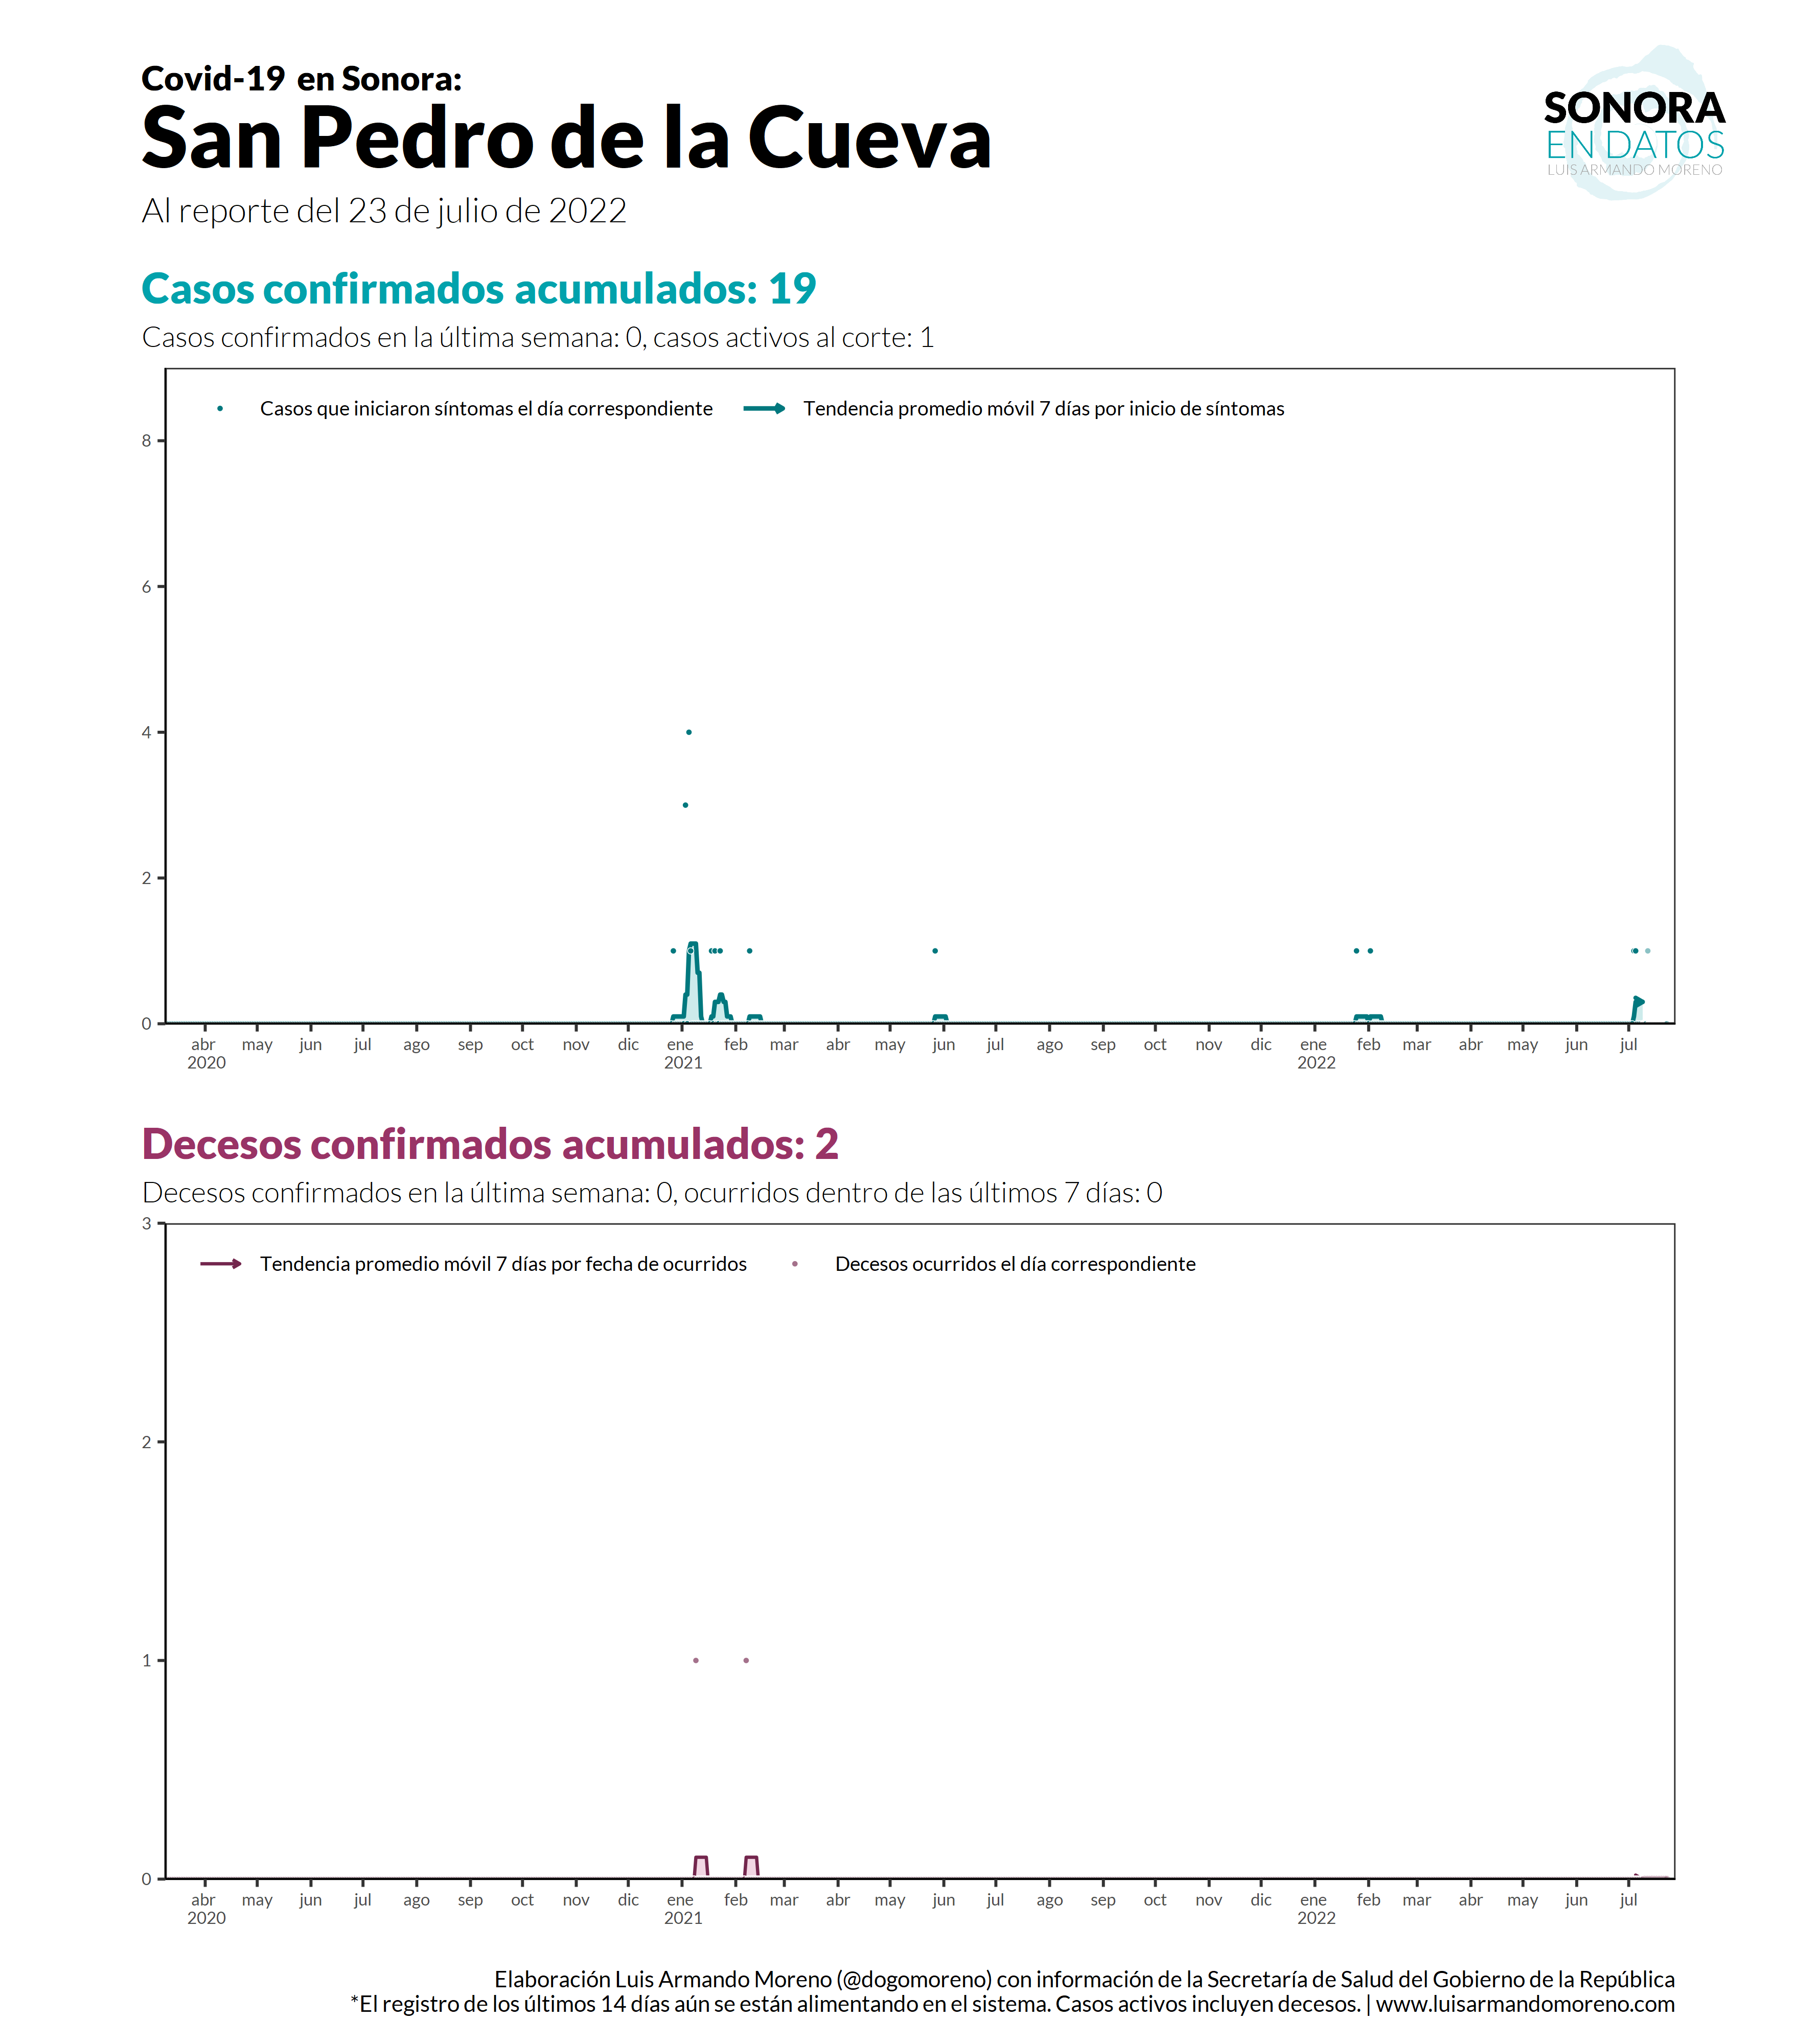 Covid-19 en Sonora:
San Pedro de la Cueva
Al reporte del 23 de julio de 2022
SONORA
EN DATOS
LUIS ARMANDO MORENO
Casos confirmados acumulados: 19
Casos confirmados en la última semana: 0, casos activos al corte: 1
Casos que iniciaron síntomas el día correspondiente Tendencia promedio móvil 7 días por inicio de síntomas
8
6
4
2
0
abr may jun jul ago sep oct nov dic ene feb mar abr may jun jul ago sep oct nov dic ene feb mar abr may jun jul
2020 2021 2022
Decesos confirmados acumulados: 2
Decesos confirmados en la última semana: 0, ocurridos dentro de las últimos 7 días: 0
3
Tendencia promedio móvil 7 días por fecha de ocurridos Decesos ocurridos el día correspondiente
2
1
0
abr may jun jul ago sep oct nov dic ene feb mar abr may jun jul ago sep oct nov dic ene feb mar abr may jun jul
2020 2021 2022
Elaboración Luis Armando Moreno (@dogomoreno) con información de la Secretaría de Salud del Gobierno de la República
*El registro de los últimos 14 días aún se están alimentando en el sistema. Casos activos incluyen decesos. | www.luisarmandomoreno.com